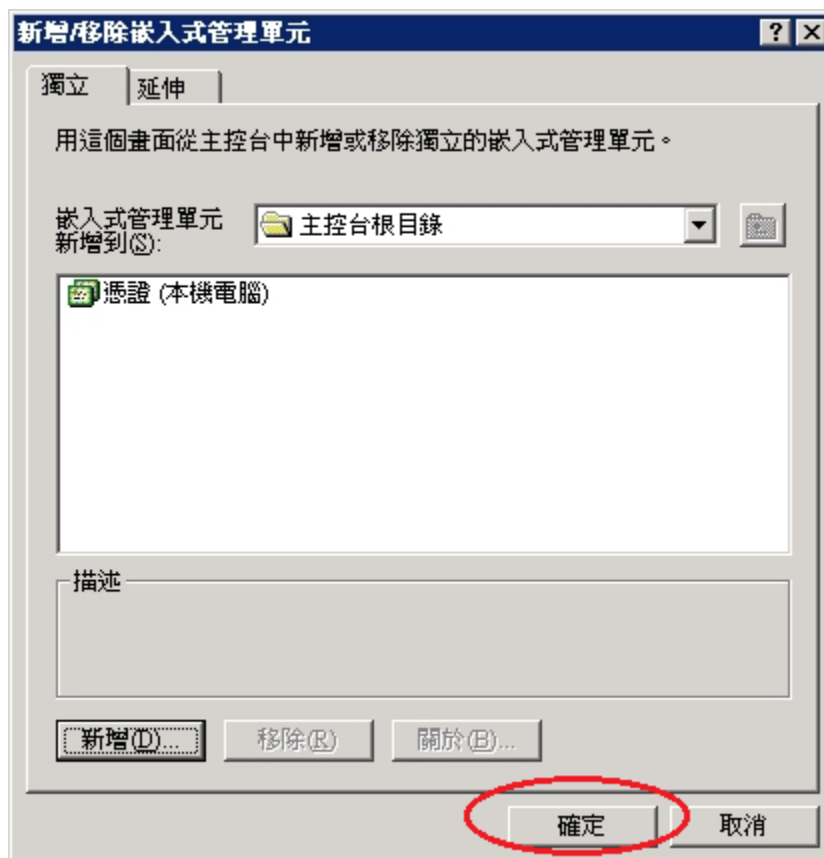 新增/移除嵌入式管理單元
獨立
延伸
用這個畫面從主控台中新增或移除獨立的嵌入式管理單元。
嵌入式管理單元
新增到(S):
主控台根目錄
憑證 (本機電腦)
描述
新增(D)...
移除(R)
關於(B)...
確定
取消